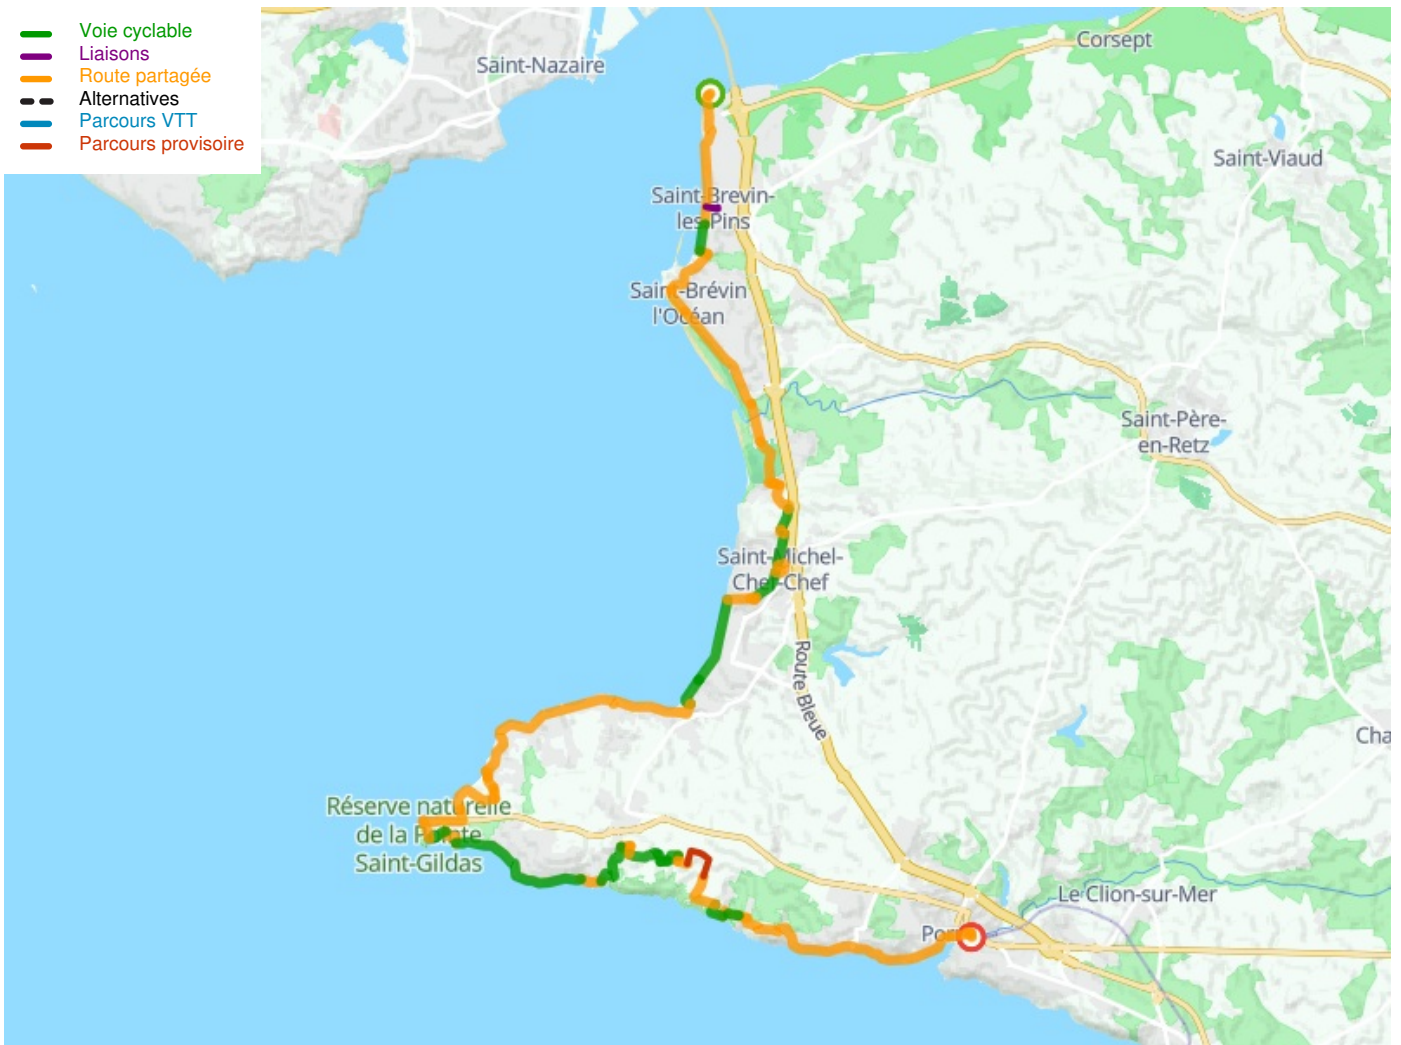 Voie cyclable
Liaisons
Route partagée
Alternatives
Parcours VTT
Parcours provisoire
Saint-Nazaire
Corsept
Saint-Viaud
Saint-Brevin-
les-Pins
Saint-Brévin
l'Océan
Saint-Père-
en-Retz
Saint-Michel-
Chef-Chef
Route Bleue
Cha
Réserve naturelle
de la Pointe
Saint-Gildas
Le Clion-sur-Mer
Por